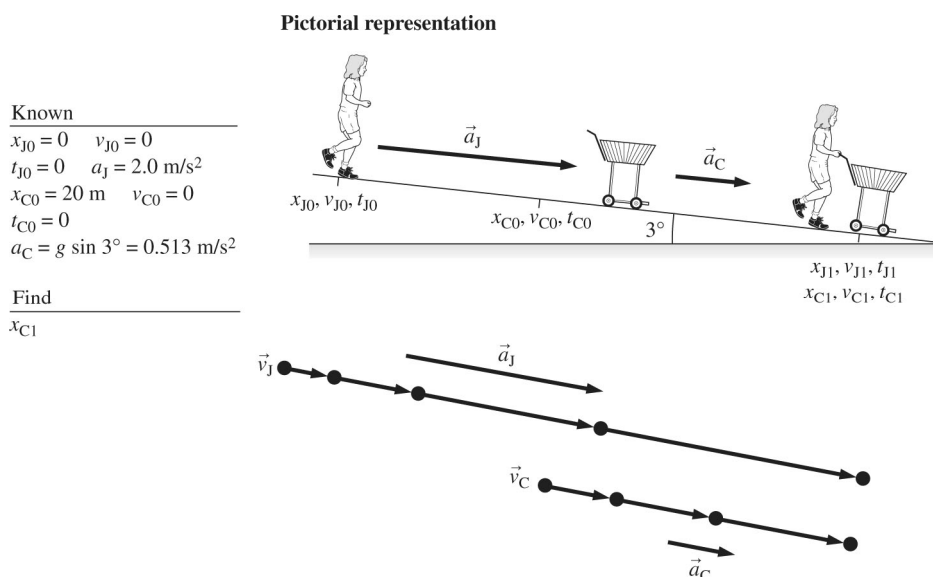 Pictorial representation
Known
x_J0 = 0 v_J0 = 0
t_J0 = 0 a_J = 2.0 m/s²
x_C0 = 20 m v_C0 = 0
t_C0 = 0
a_C = g sin 3° = 0.513 m/s²
Find
x_C1
a⃗_J
a⃗_C
x_J0, v_J0, t_J0
x_C0, v_C0, t_C0
3°
x_J1, v_J1, t_J1
x_C1, v_C1, t_C1
a⃗_J
v⃗_J
v⃗_C
a⃗_C